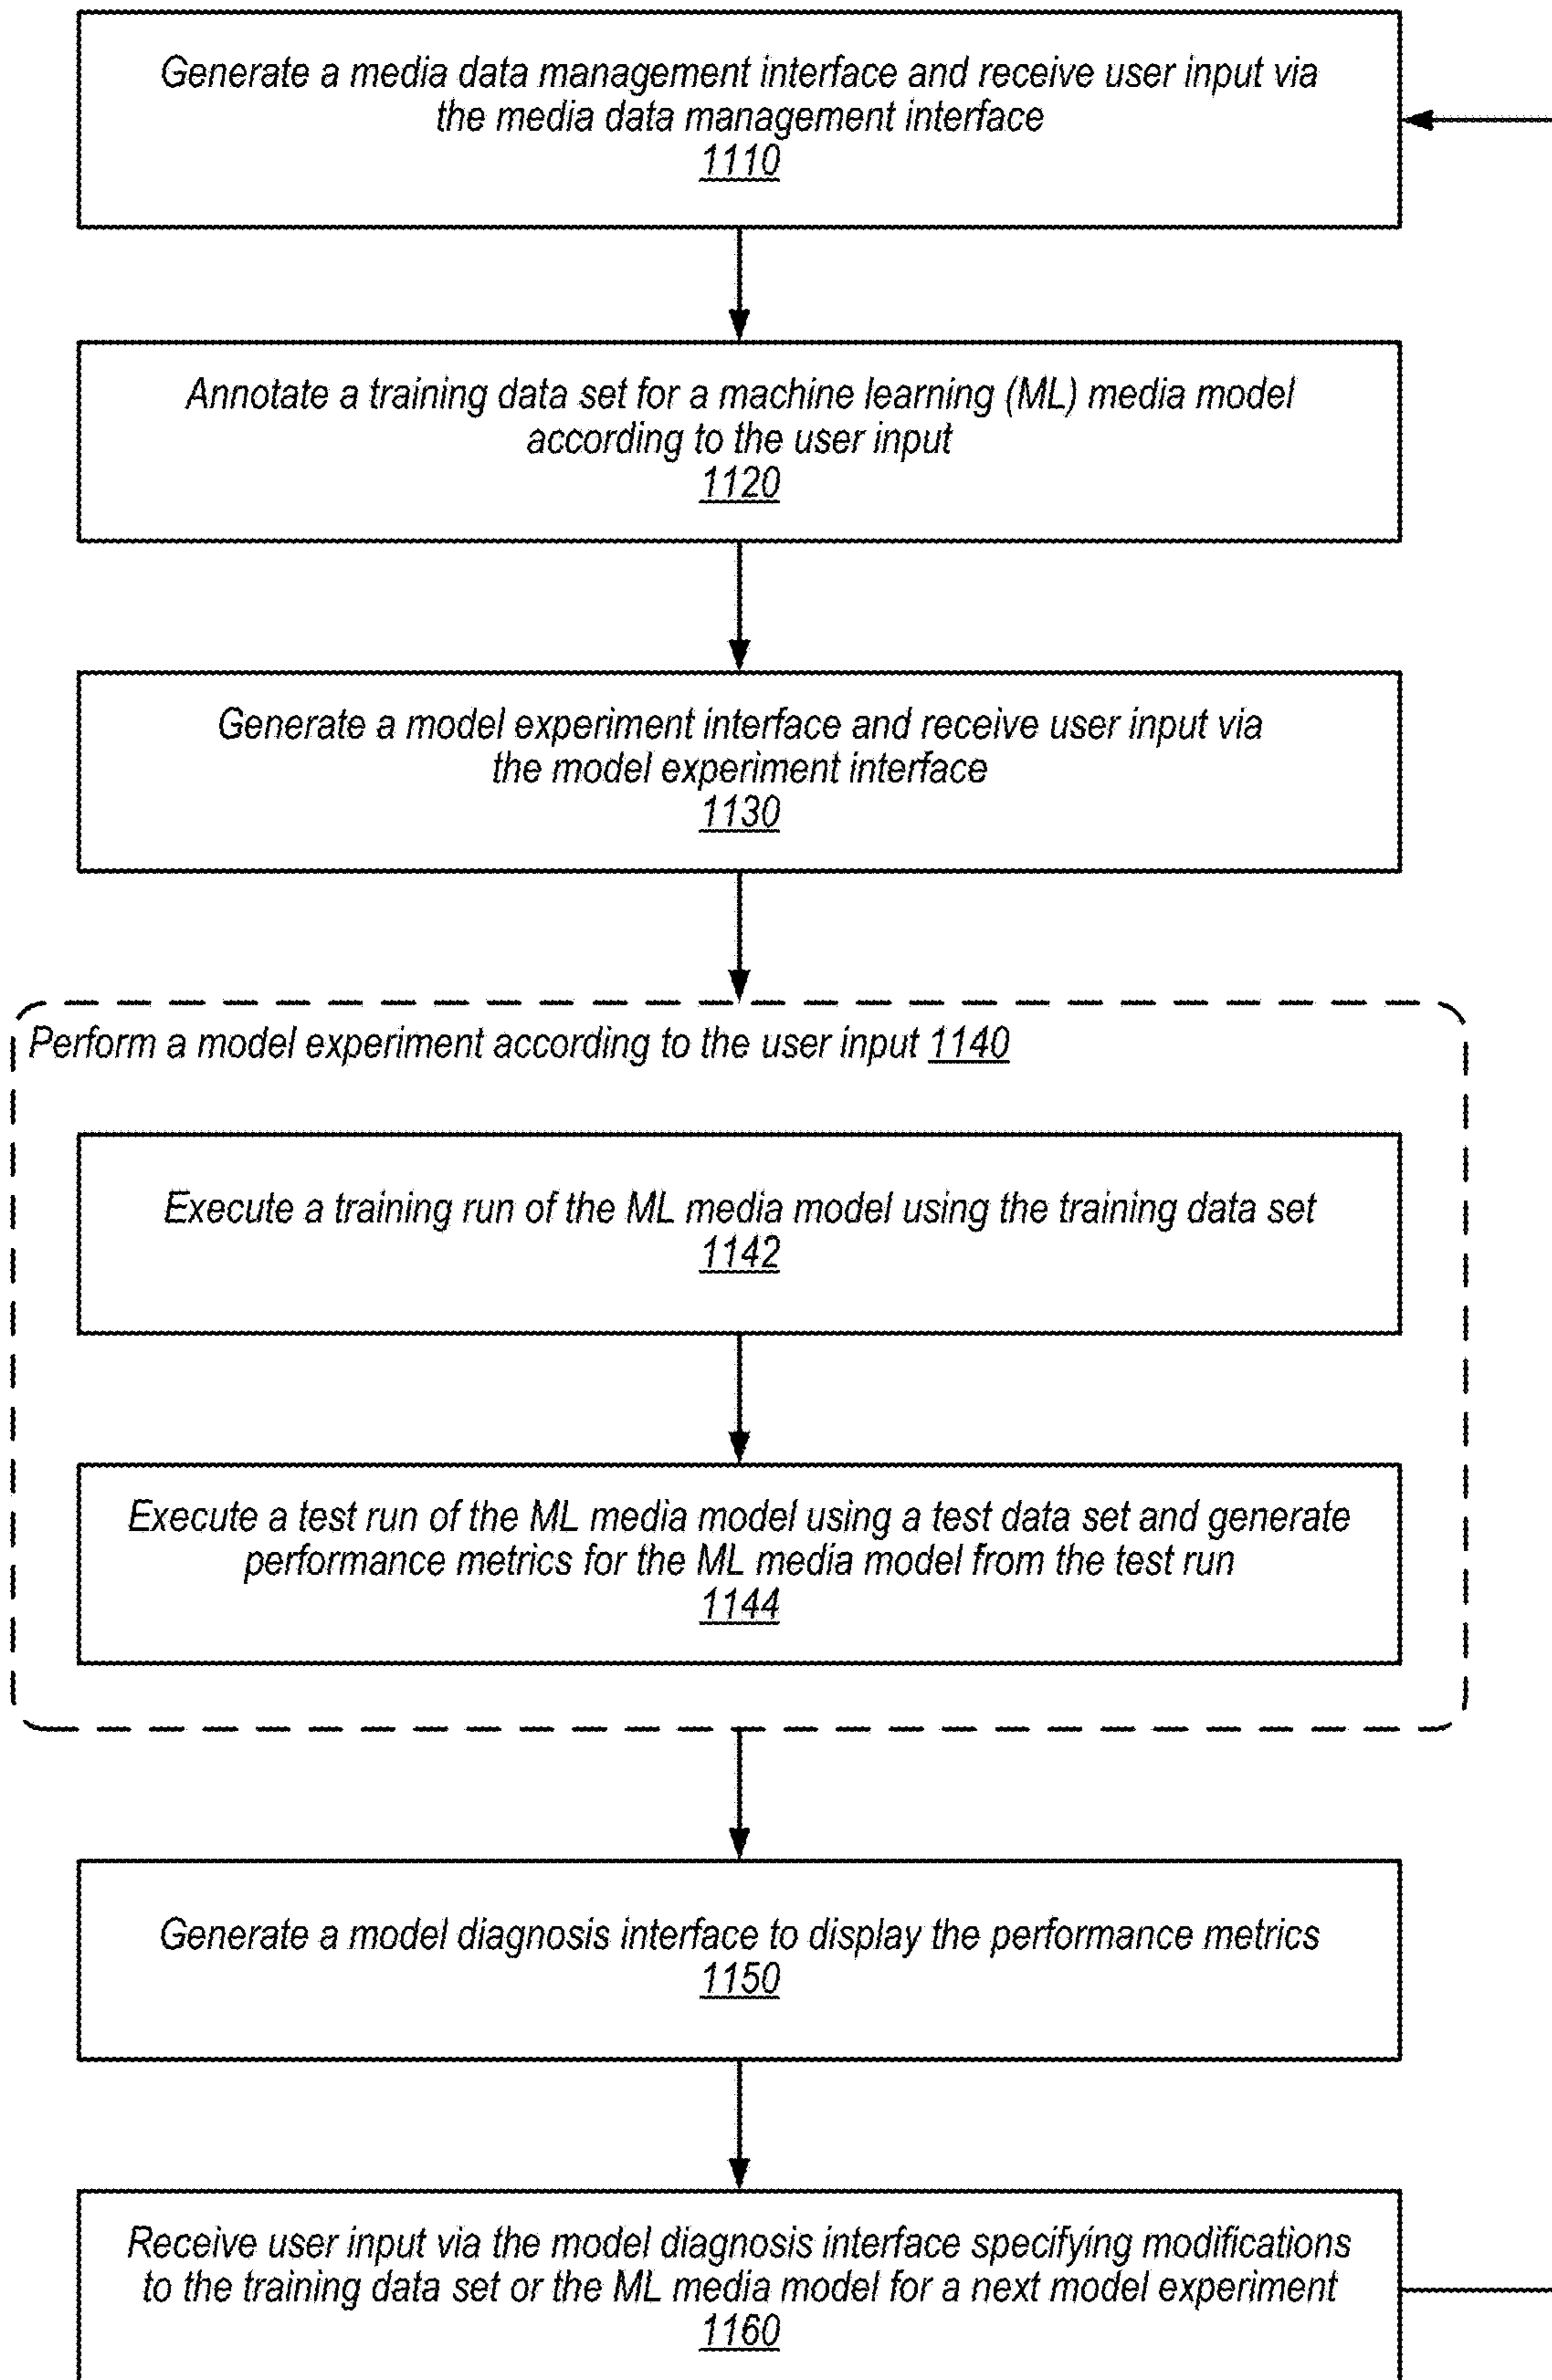 Generate a media data management interface and receive user input via
the media data management interface
1110
Annotate a training data set for a machine learning (ML) media model
according to the user input
1120
Generate a model experiment interface and receive user input via
the model experiment interface
1130
Perform a model experiment according to the user input 1140
Execute a training run of the ML media model using the training data set
1142
Execute a test run of the ML media model using a test data set and generate
performance metrics for the ML media model from the test run
1144
Generate a model diagnosis interface to display the performance metrics
1150
Receive user input via the model diagnosis interface specifying modifications
to the training data set or the ML media model for a next model experiment
1160